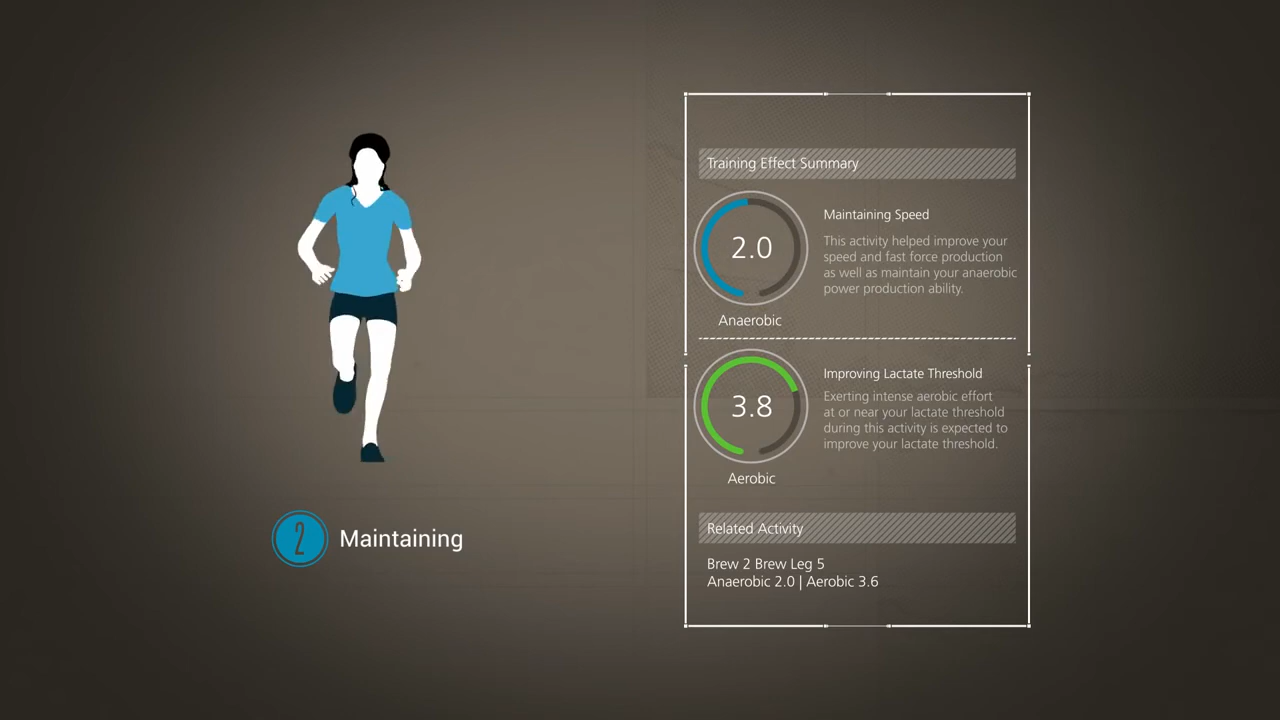 Training Effect Summary
2.0
Anaerobic
Maintaining Speed
This activity helped improve your
speed and fast force production
as well as maintain your anaerobic
power production ability.
3.8
Aerobic
Improving Lactate Threshold
Exerting intense aerobic effort
at or near your lactate threshold
during this activity is expected to
improve your lactate threshold.
2 Maintaining
Related Activity
Brew 2 Brew Leg 5
Anaerobic 2.0 | Aerobic 3.6